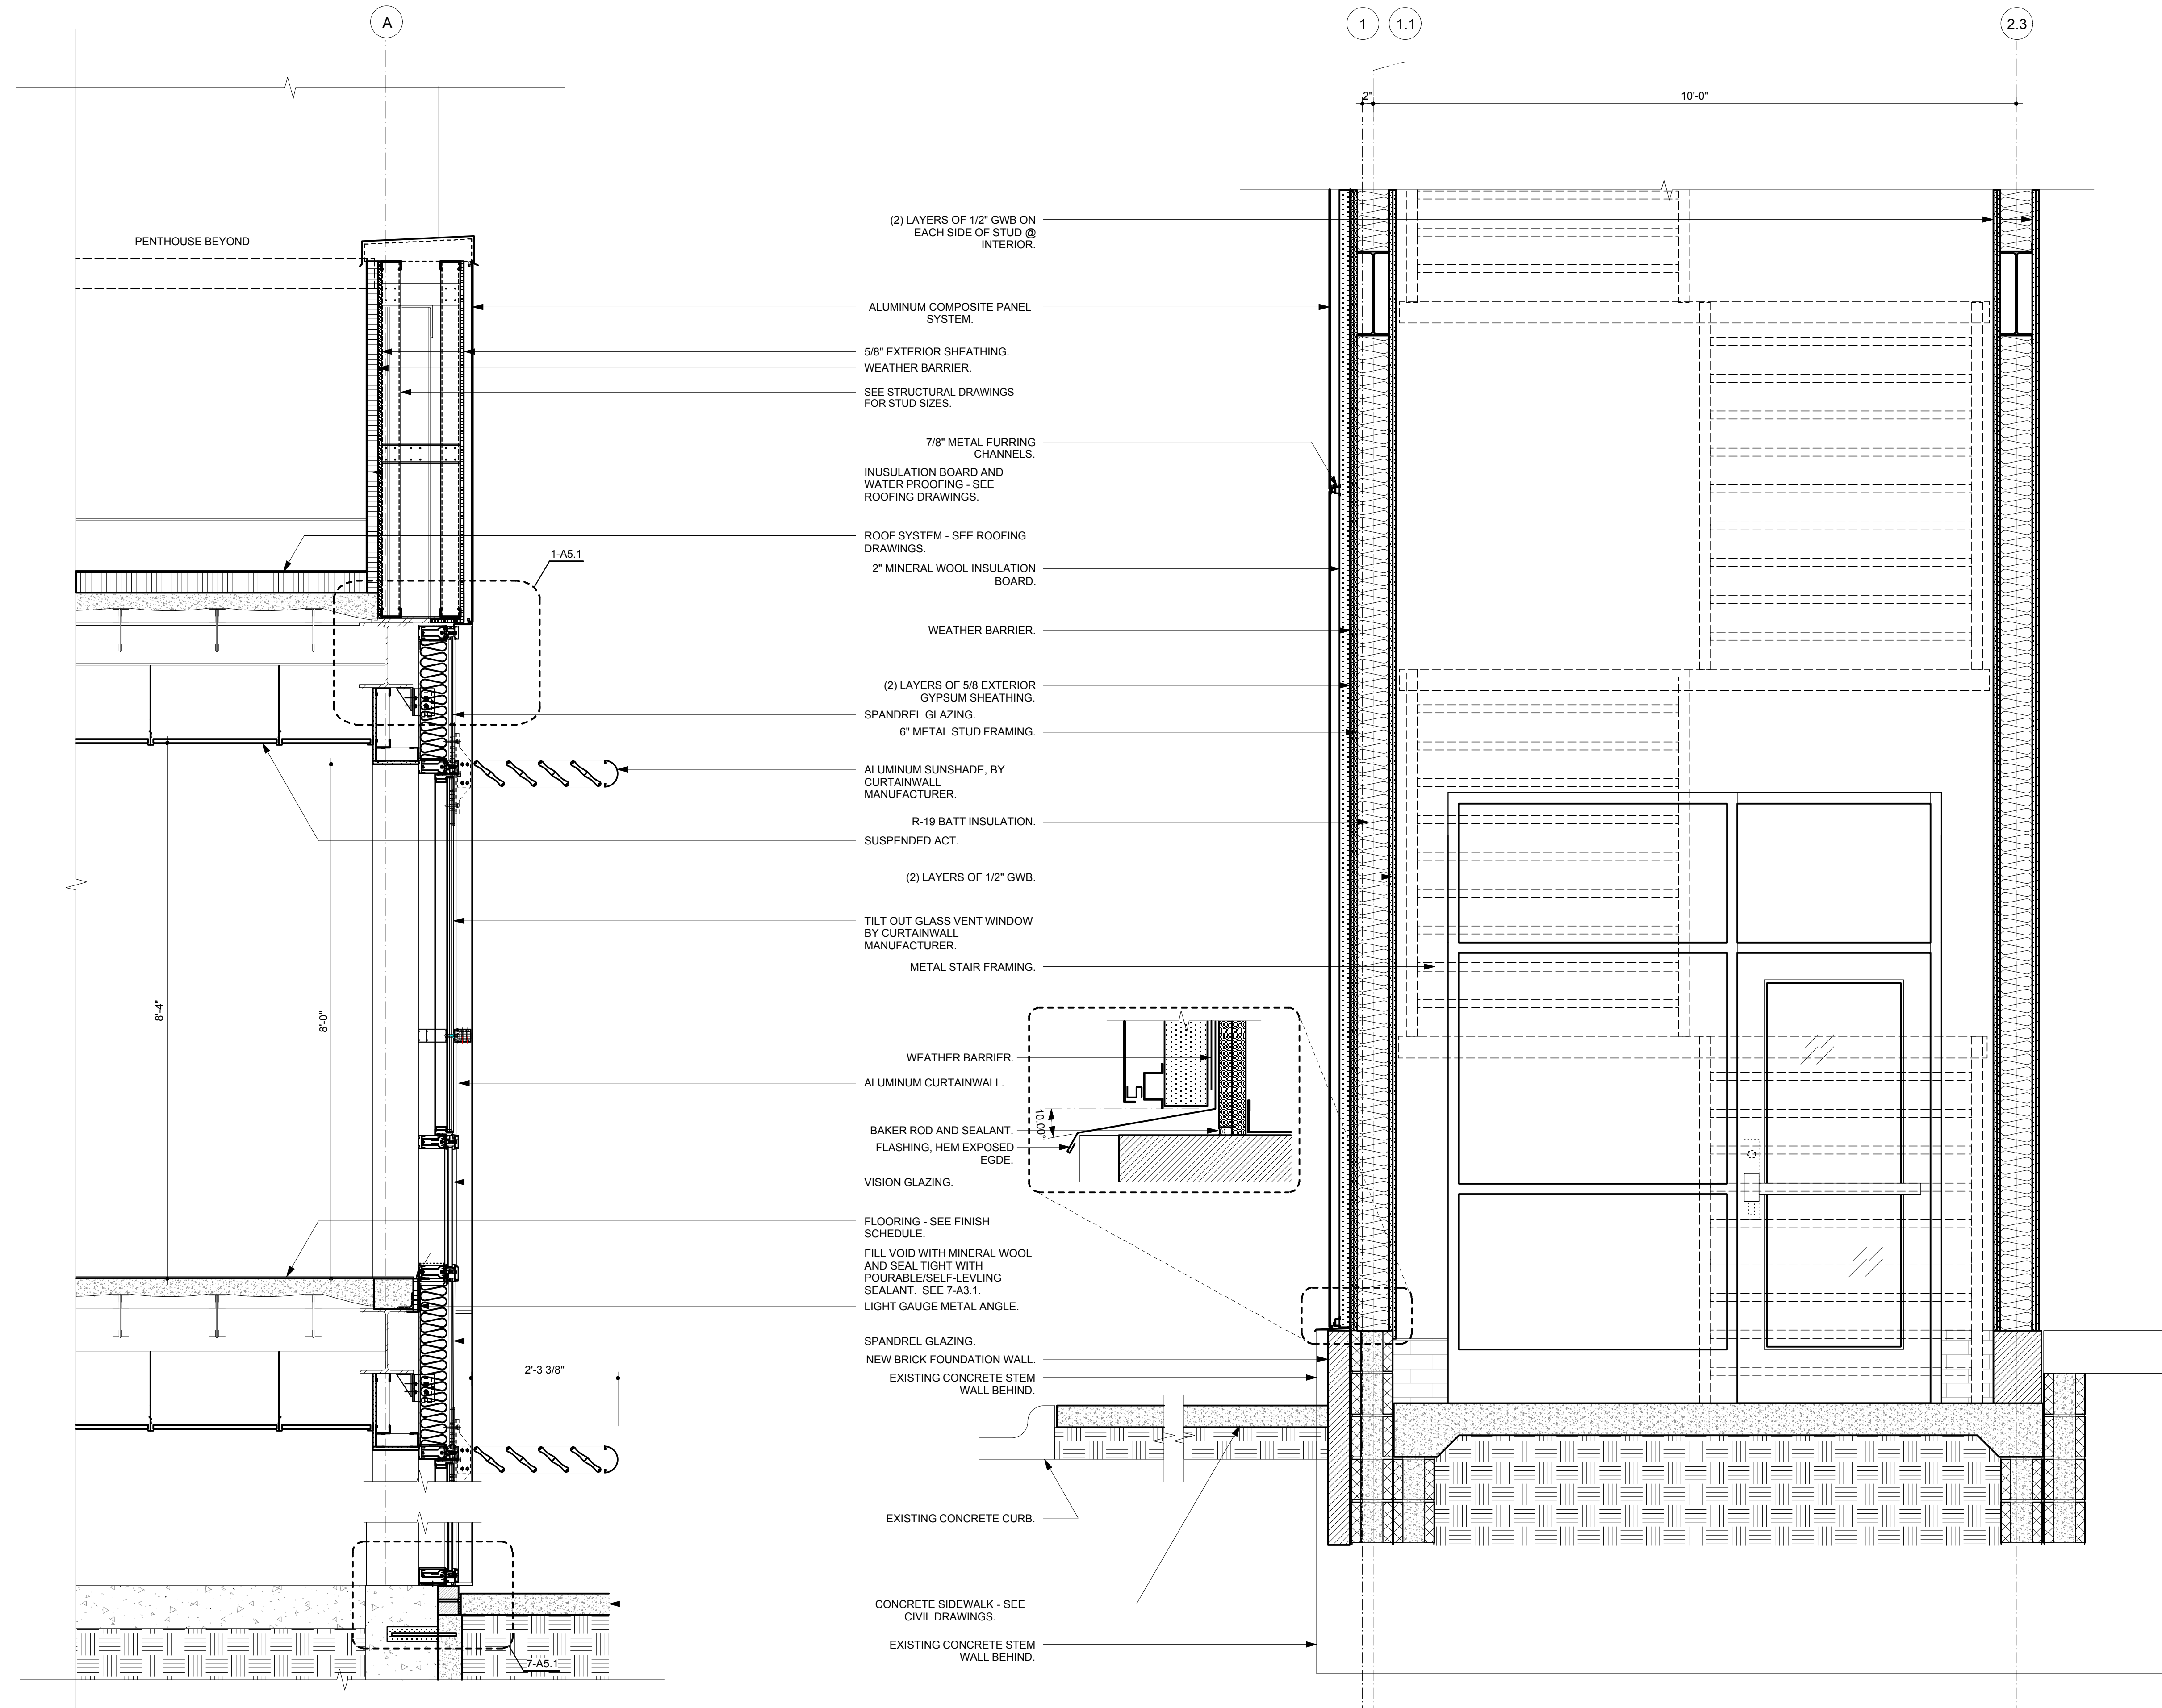 A
1
1.1
2.3
2"
10'-0"
PENTHOUSE BEYOND
(2) LAYERS OF 1/2" GWB ON
EACH SIDE OF STUD @
INTERIOR.
ALUMINUM COMPOSITE PANEL
SYSTEM.
5/8" EXTERIOR SHEATHING.
WEATHER BARRIER.
SEE STRUCTURAL DRAWINGS
FOR STUD SIZES.
7/8" METAL FURRING
CHANNELS.
INUSULATION BOARD AND
WATER PROOFING - SEE
ROOFING DRAWINGS.
ROOF SYSTEM - SEE ROOFING
DRAWINGS.
1-A5.1
2" MINERAL WOOL INSULATION
BOARD.
WEATHER BARRIER.
(2) LAYERS OF 5/8 EXTERIOR
GYPSUM SHEATHING.
SPANDREL GLAZING.
6" METAL STUD FRAMING.
ALUMINUM SUNSHADE, BY
CURTAINWALL
MANUFACTURER.
R-19 BATT INSULATION.
SUSPENDED ACT.
(2) LAYERS OF 1/2" GWB.
TILT OUT GLASS VENT WINDOW
BY CURTAINWALL
MANUFACTURER.
METAL STAIR FRAMING.
8'-4"
8'-0"
WEATHER BARRIER.
ALUMINUM CURTAINWALL.
10.00°
BAKER ROD AND SEALANT.
FLASHING, HEM EXPOSED
EGDE.
VISION GLAZING.
FLOORING - SEE FINISH
SCHEDULE.
FILL VOID WITH MINERAL WOOL
AND SEAL TIGHT WITH
POURABLE/SELF-LEVLING
SEALANT. SEE 7-A3.1.
LIGHT GAUGE METAL ANGLE.
SPANDREL GLAZING.
NEW BRICK FOUNDATION WALL.
2'-3 3/8"
EXISTING CONCRETE STEM
WALL BEHIND.
EXISTING CONCRETE CURB.
CONCRETE SIDEWALK - SEE
CIVIL DRAWINGS.
EXISTING CONCRETE STEM
WALL BEHIND.
7-A5.1